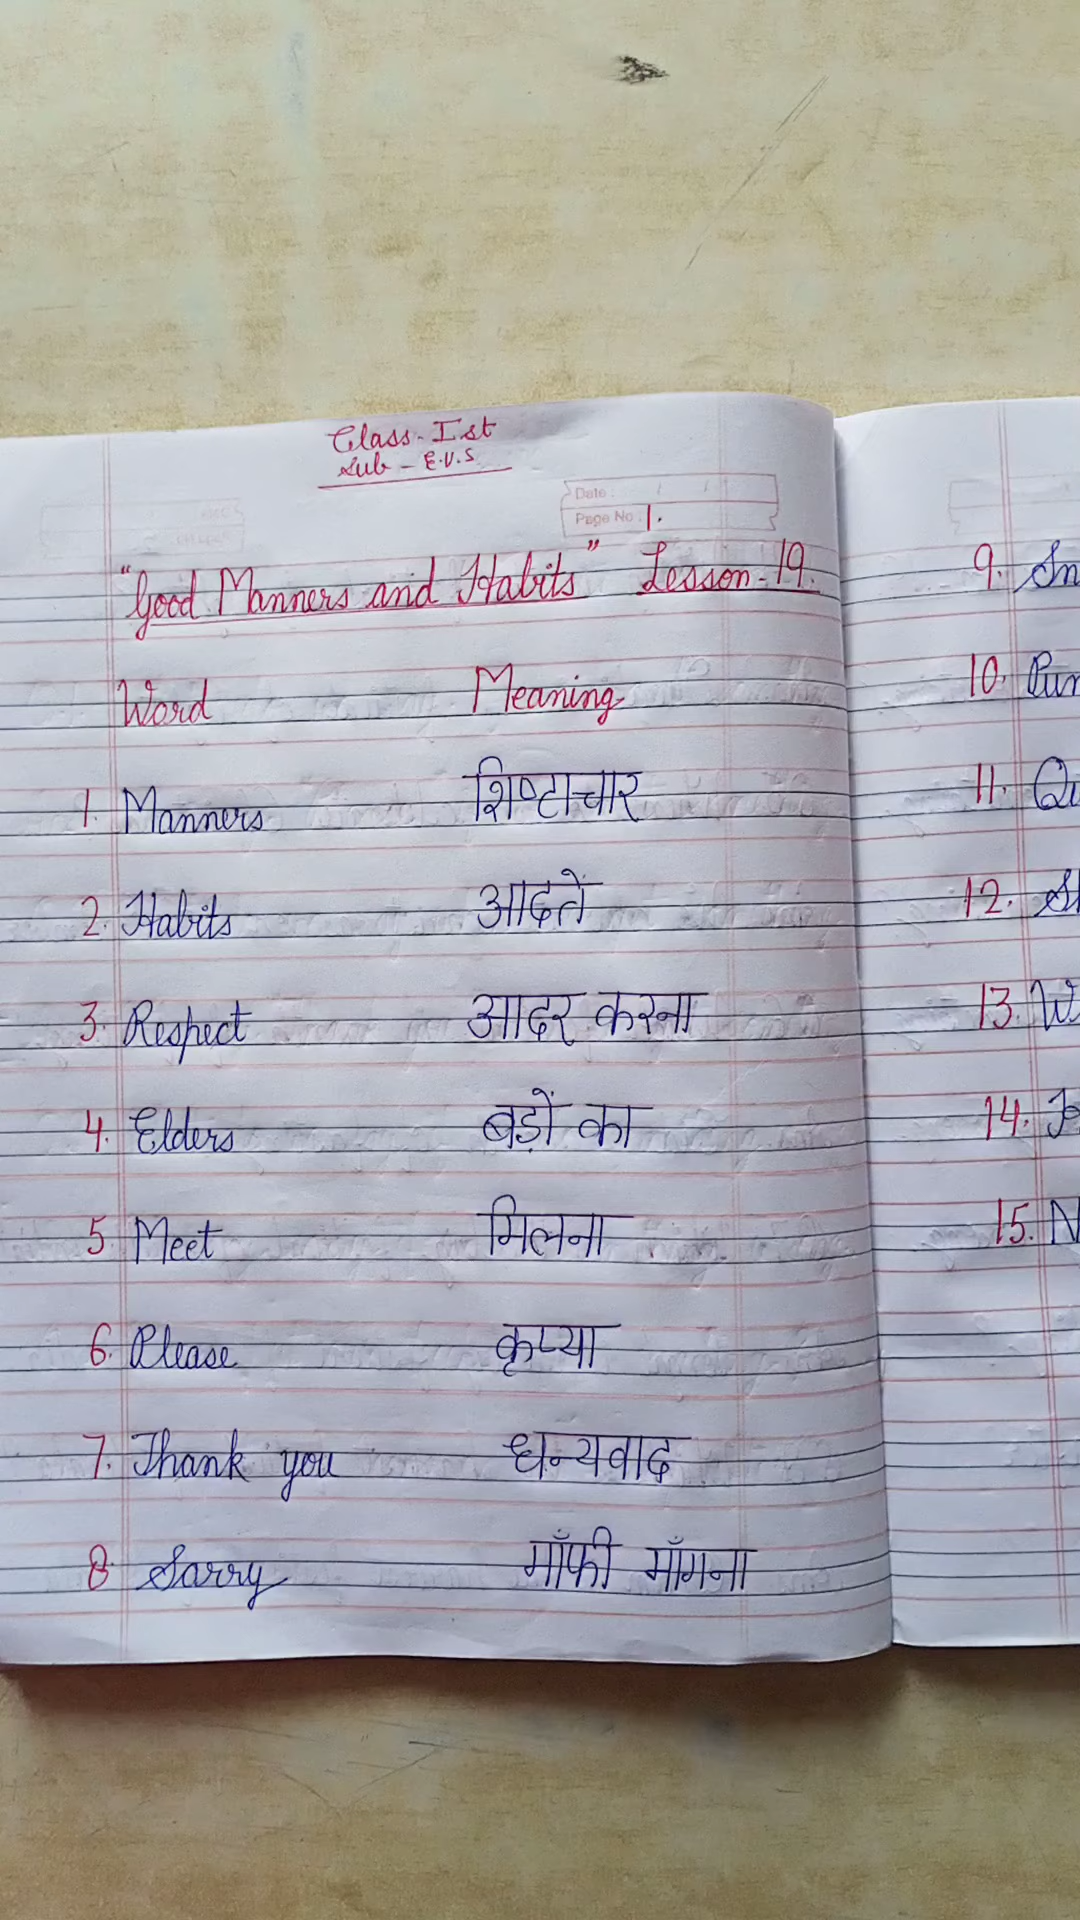 Class - Ist
Sub - E.V.S
Date :
Page No : 1.
"Good Manners and Habits" Lesson - 19.
Word Meaning
1. Manners शिष्टाचार
2. Habits आदतें
3. Respect आदर करना
4. Elders बड़ों का
5. Meet मिलना
6. Please कृप्या
7. Thank you धन्यवाद
8. Sarry माँफी माँगना
9.
10.
11.
12.
13.
14.
15.